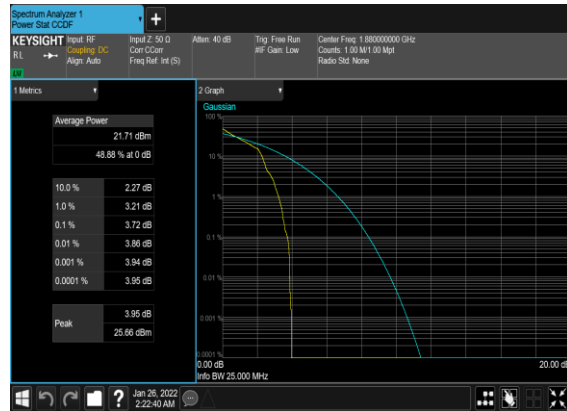 Spectrum Analyzer 1
Power Stat CCDF
+
KEYSIGHT Input: RF Input Z: 50 Ω Atten: 40 dB Trig: Free Run Center Freq: 1.880000000 GHz
RL Coupling: DC Corr CCorr #IF Gain: Low Counts: 1.00 M/1.00 Mpt
Align: Auto Freq Ref: Int (S) Radio Std: None
1 Metrics
2 Graph
Gaussian
Average Power
21.71 dBm
48.88 % at 0 dB
10.0 % 2.27 dB
1.0 % 3.21 dB
0.1 % 3.72 dB
0.01 % 3.86 dB
0.001 % 3.94 dB
0.0001 % 3.95 dB
Peak 3.95 dB
25.66 dBm
100 %
10 %
1 %
0.1 %
0.01 %
0.001 %
0.0001 %
0.00 dB 20.00 dB
Info BW 25.000 MHz
? Jan 26, 2022
2:22:40 AM